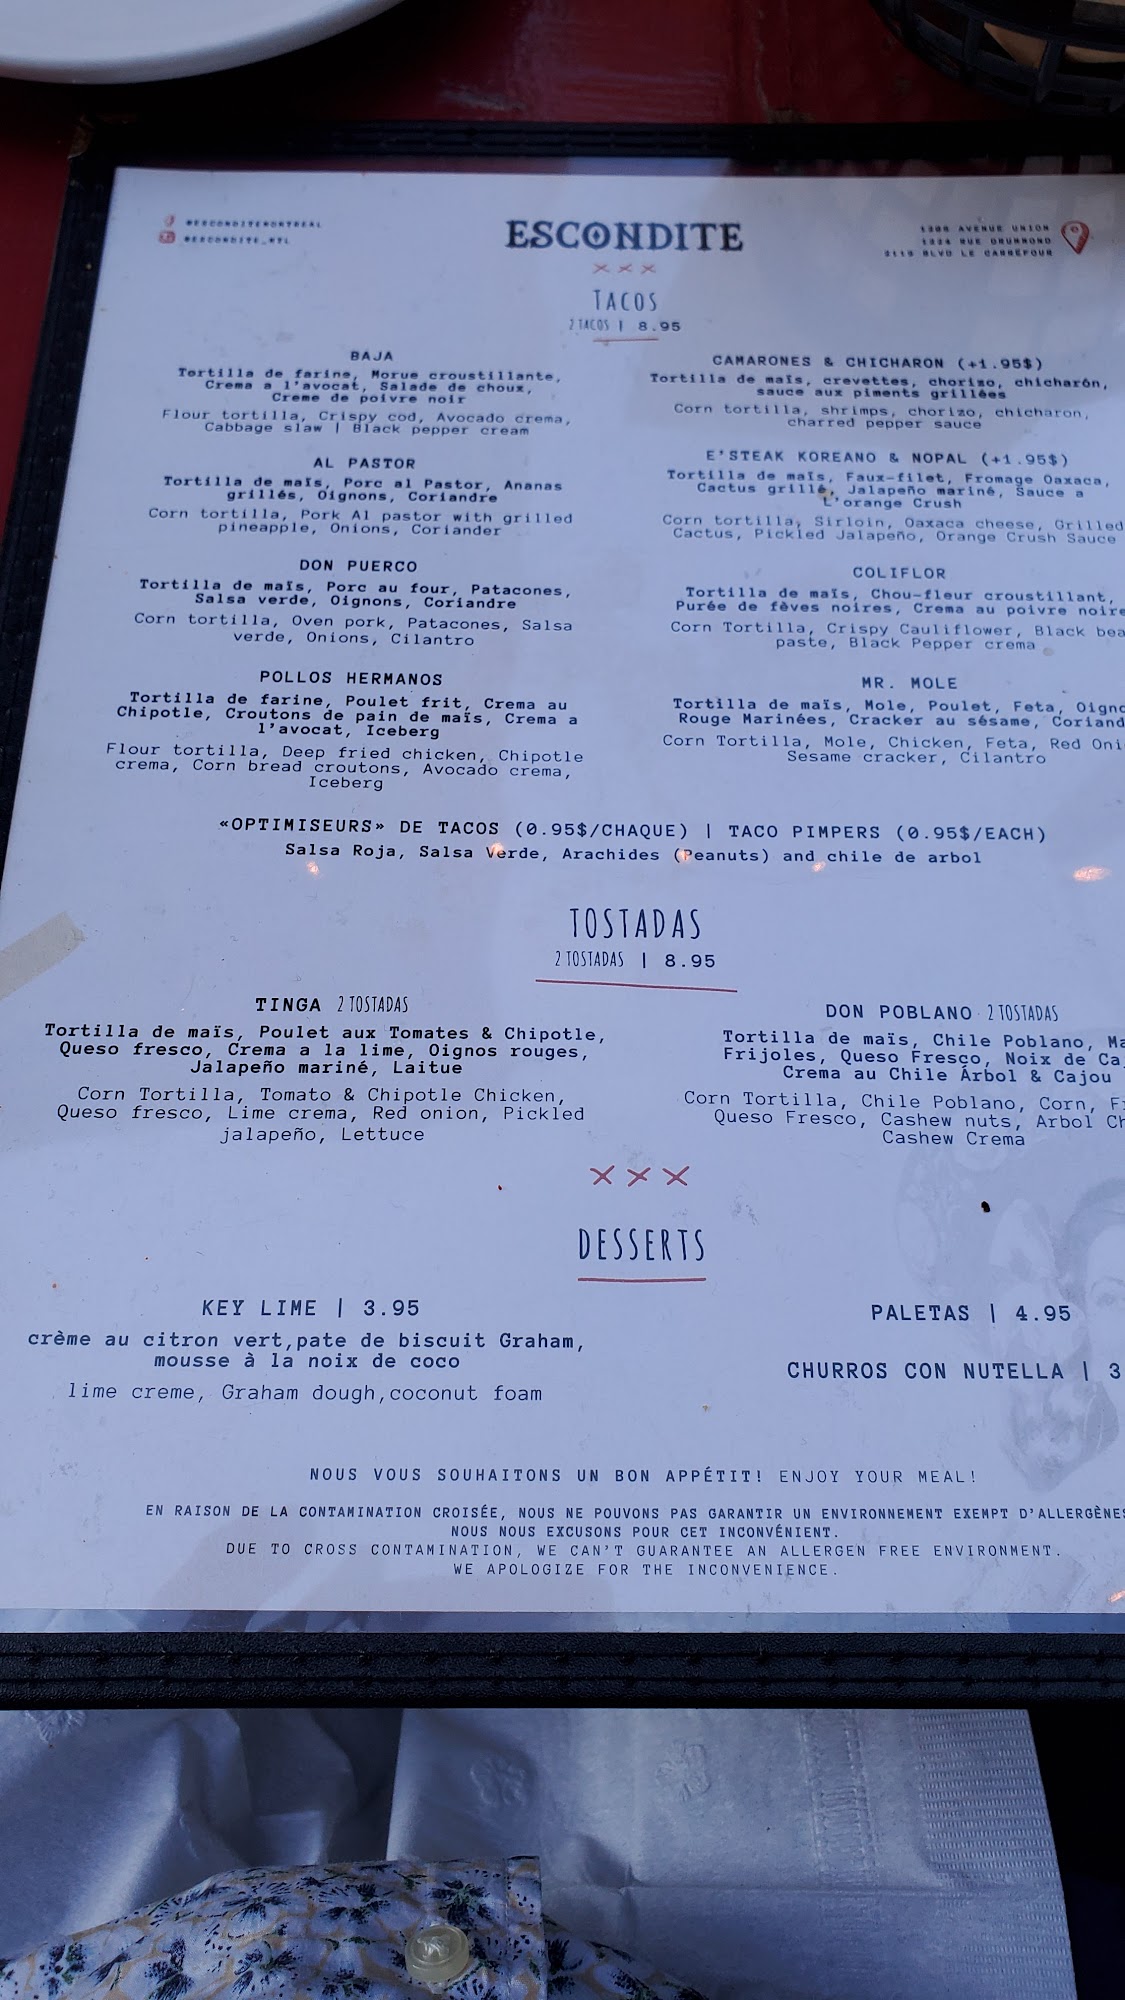 @ESCONDITEMONTREAL
@ESCONDITE_MTL
ESCONDITE
1206 AVENUE UNION
1224 RUE DRUMMOND
BLVD LE CARREFOUR
XXX
TACOS
2 TACOS | 8.95
BAJA
Tortilla de farine, Morue croustillante,
Crema a l'avocat, Salade de choux,
Creme de poivre noir
Flour tortilla, Crispy cod, Avocado crema,
Cabbage slaw | Black pepper cream
AL PASTOR
Tortilla de maïs, Porc al Pastor, Ananas
grillés, Oignons, Coriandre
Corn tortilla, Pork Al pastor with grilled
pineapple, Onions, Coriander
DON PUERCO
Tortilla de maïs, Porc au four, Patacones,
Salsa verde, Oignons, Coriandre
Corn tortilla, Oven pork, Patacones, Salsa
verde, Onions, Cilantro
POLLOS HERMANOS
Tortilla de farine, Poulet frit, Crema au
Chipotle, Croutons de pain de maïs, Crema a
l'avocat, Iceberg
Flour tortilla, Deep fried chicken, Chipotle
crema, Corn bread croutons, Avocado crema,
Iceberg
CAMARONES & CHICHARON (+1.95$)
Tortilla de maïs, crevettes, chorizo, chicharón,
sauce aux piments grillées
Corn tortilla, shrimps, chorizo, chicharon,
charred pepper sauce
E'STEAK KOREANO & NOPAL (+1.95$)
Tortilla de maïs, Faux-filet, Fromage Oaxaca,
Cactus grillé, Jalapeño mariné, Sauce a
L'orange Crush
Corn tortilla, Sirloin, Oaxaca cheese, Grilled
Cactus, Pickled Jalapeño, Orange Crush Sauce
COLIFLOR
Tortilla de maïs, Chou-fleur croustillant,
Purée de fèves noires, Crema au poivre noire
Corn Tortilla, Crispy Cauliflower, Black bea
paste, Black Pepper crema
MR. MOLE
Tortilla de maïs, Mole, Poulet, Feta, Oigno
Rouge Marinées, Cracker au sésame, Coriand
Corn Tortilla, Mole, Chicken, Feta, Red Oni
Sesame cracker, Cilantro
«OPTIMISEURS» DE TACOS (0.95$/CHAQUE) | TACO PIMPERS (0.95$/EACH)
Salsa Roja, Salsa Verde, Arachides (Peanuts) and chile de arbol
TOSTADAS
2 TOSTADAS | 8.95
TINGA 2 TOSTADAS
Tortilla de maïs, Poulet aux Tomates & Chipotle,
Queso fresco, Crema a la lime, Oignos rouges,
Jalapeño mariné, Laitue
Corn Tortilla, Tomato & Chipotle Chicken,
Queso fresco, Lime crema, Red onion, Pickled
jalapeño, Lettuce
DON POBLANO 2 TOSTADAS
Tortilla de maïs, Chile Poblano, Ma
Frijoles, Queso Fresco, Noix de Ca
Crema au Chile Árbol & Cajou
Corn Tortilla, Chile Poblano, Corn, Fr
Queso Fresco, Cashew nuts, Arbol Ch
Cashew Crema
XXX
DESSERTS
KEY LIME | 3.95
crème au citron vert,pate de biscuit Graham,
mousse à la noix de coco
lime creme, Graham dough,coconut foam
PALETAS | 4.95
CHURROS CON NUTELLA | 3
NOUS VOUS SOUHAITONS UN BON APPÉTIT! ENJOY YOUR MEAL!
EN RAISON DE LA CONTAMINATION CROISÉE, NOUS NE POUVONS PAS GARANTIR UN ENVIRONNEMENT EXEMPT D'ALLERGÈNES
NOUS NOUS EXCUSONS POUR CET INCONVÉNIENT.
DUE TO CROSS CONTAMINATION, WE CAN'T GUARANTEE AN ALLERGEN FREE ENVIRONMENT.
WE APOLOGIZE FOR THE INCONVENIENCE.